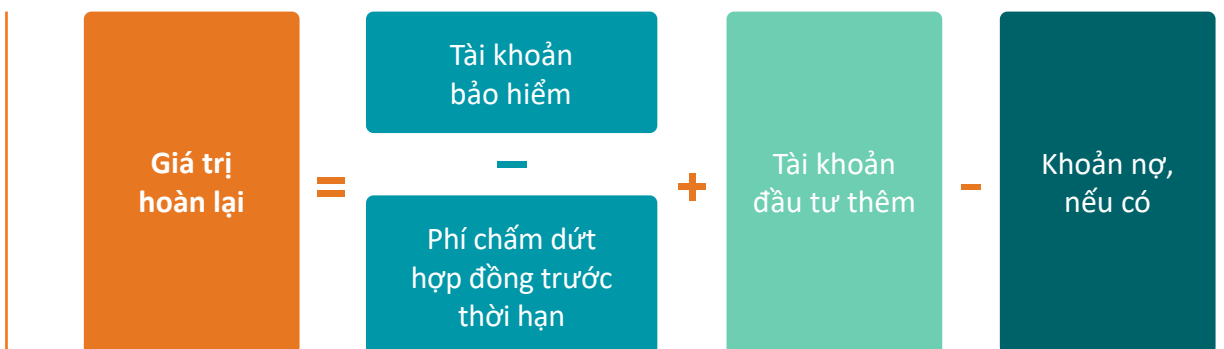 Giá trị
hoàn lại
=
Tài khoản
bảo hiểm
–
Phí chấm dứt
hợp đồng trước
thời hạn
+
Tài khoản
đầu tư thêm
–
Khoản nợ,
nếu có